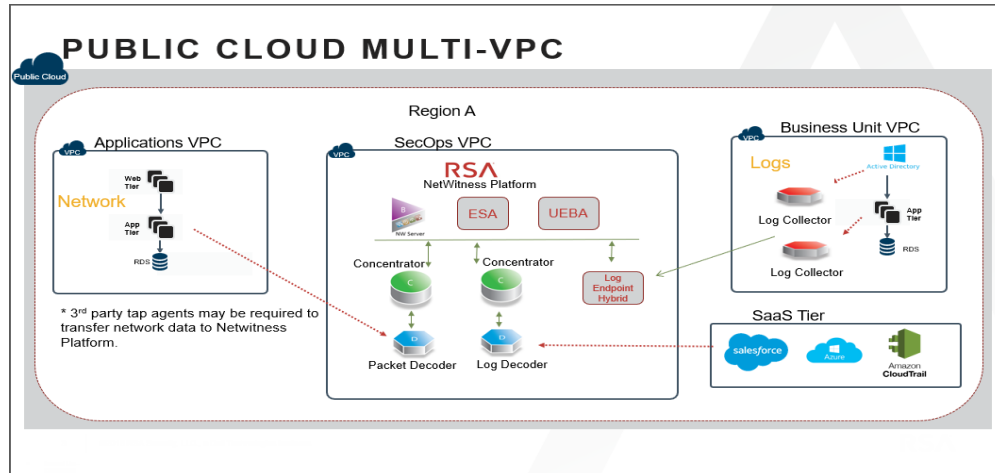 PUBLIC CLOUD MULTI-VPC
Public Cloud
Region A
Applications VPC
VPC
Web
Tier
Network
App
Tier
RDS
* 3rd party tap agents may be required to
transfer network data to Netwitness
Platform.
SecOps VPC
VPC
RSA
NetWitness Platform
B
NW Server
ESA
UEBA
Concentrator
Concentrator
C
C
Log
Endpoint
Hybrid
D
D
Packet Decoder
Log Decoder
Business Unit VPC
VPC
Logs
Active Directory
Log Collector
App
Tier
Log Collector
RDS
SaaS Tier
salesforce
Azure
Amazon
CloudTrail